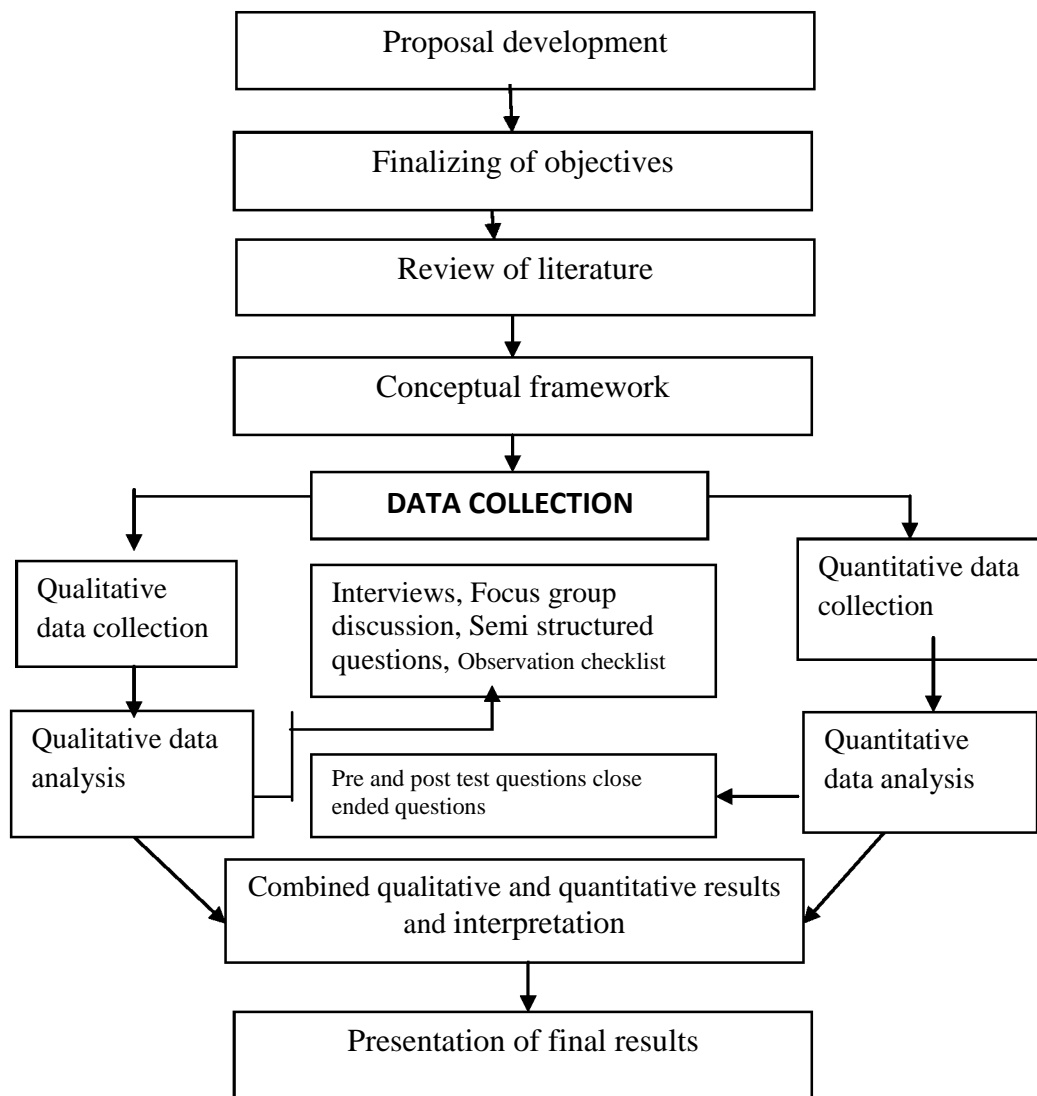 Proposal development
Finalizing of objectives
Review of literature
Conceptual framework
DATA COLLECTION
Qualitative
data collection
Interviews, Focus group
discussion, Semi structured
questions, Observation checklist
Quantitative data
collection
Qualitative data
analysis
Pre and post test questions close
ended questions
Quantitative
data analysis
Combined qualitative and quantitative results
and interpretation
Presentation of final results